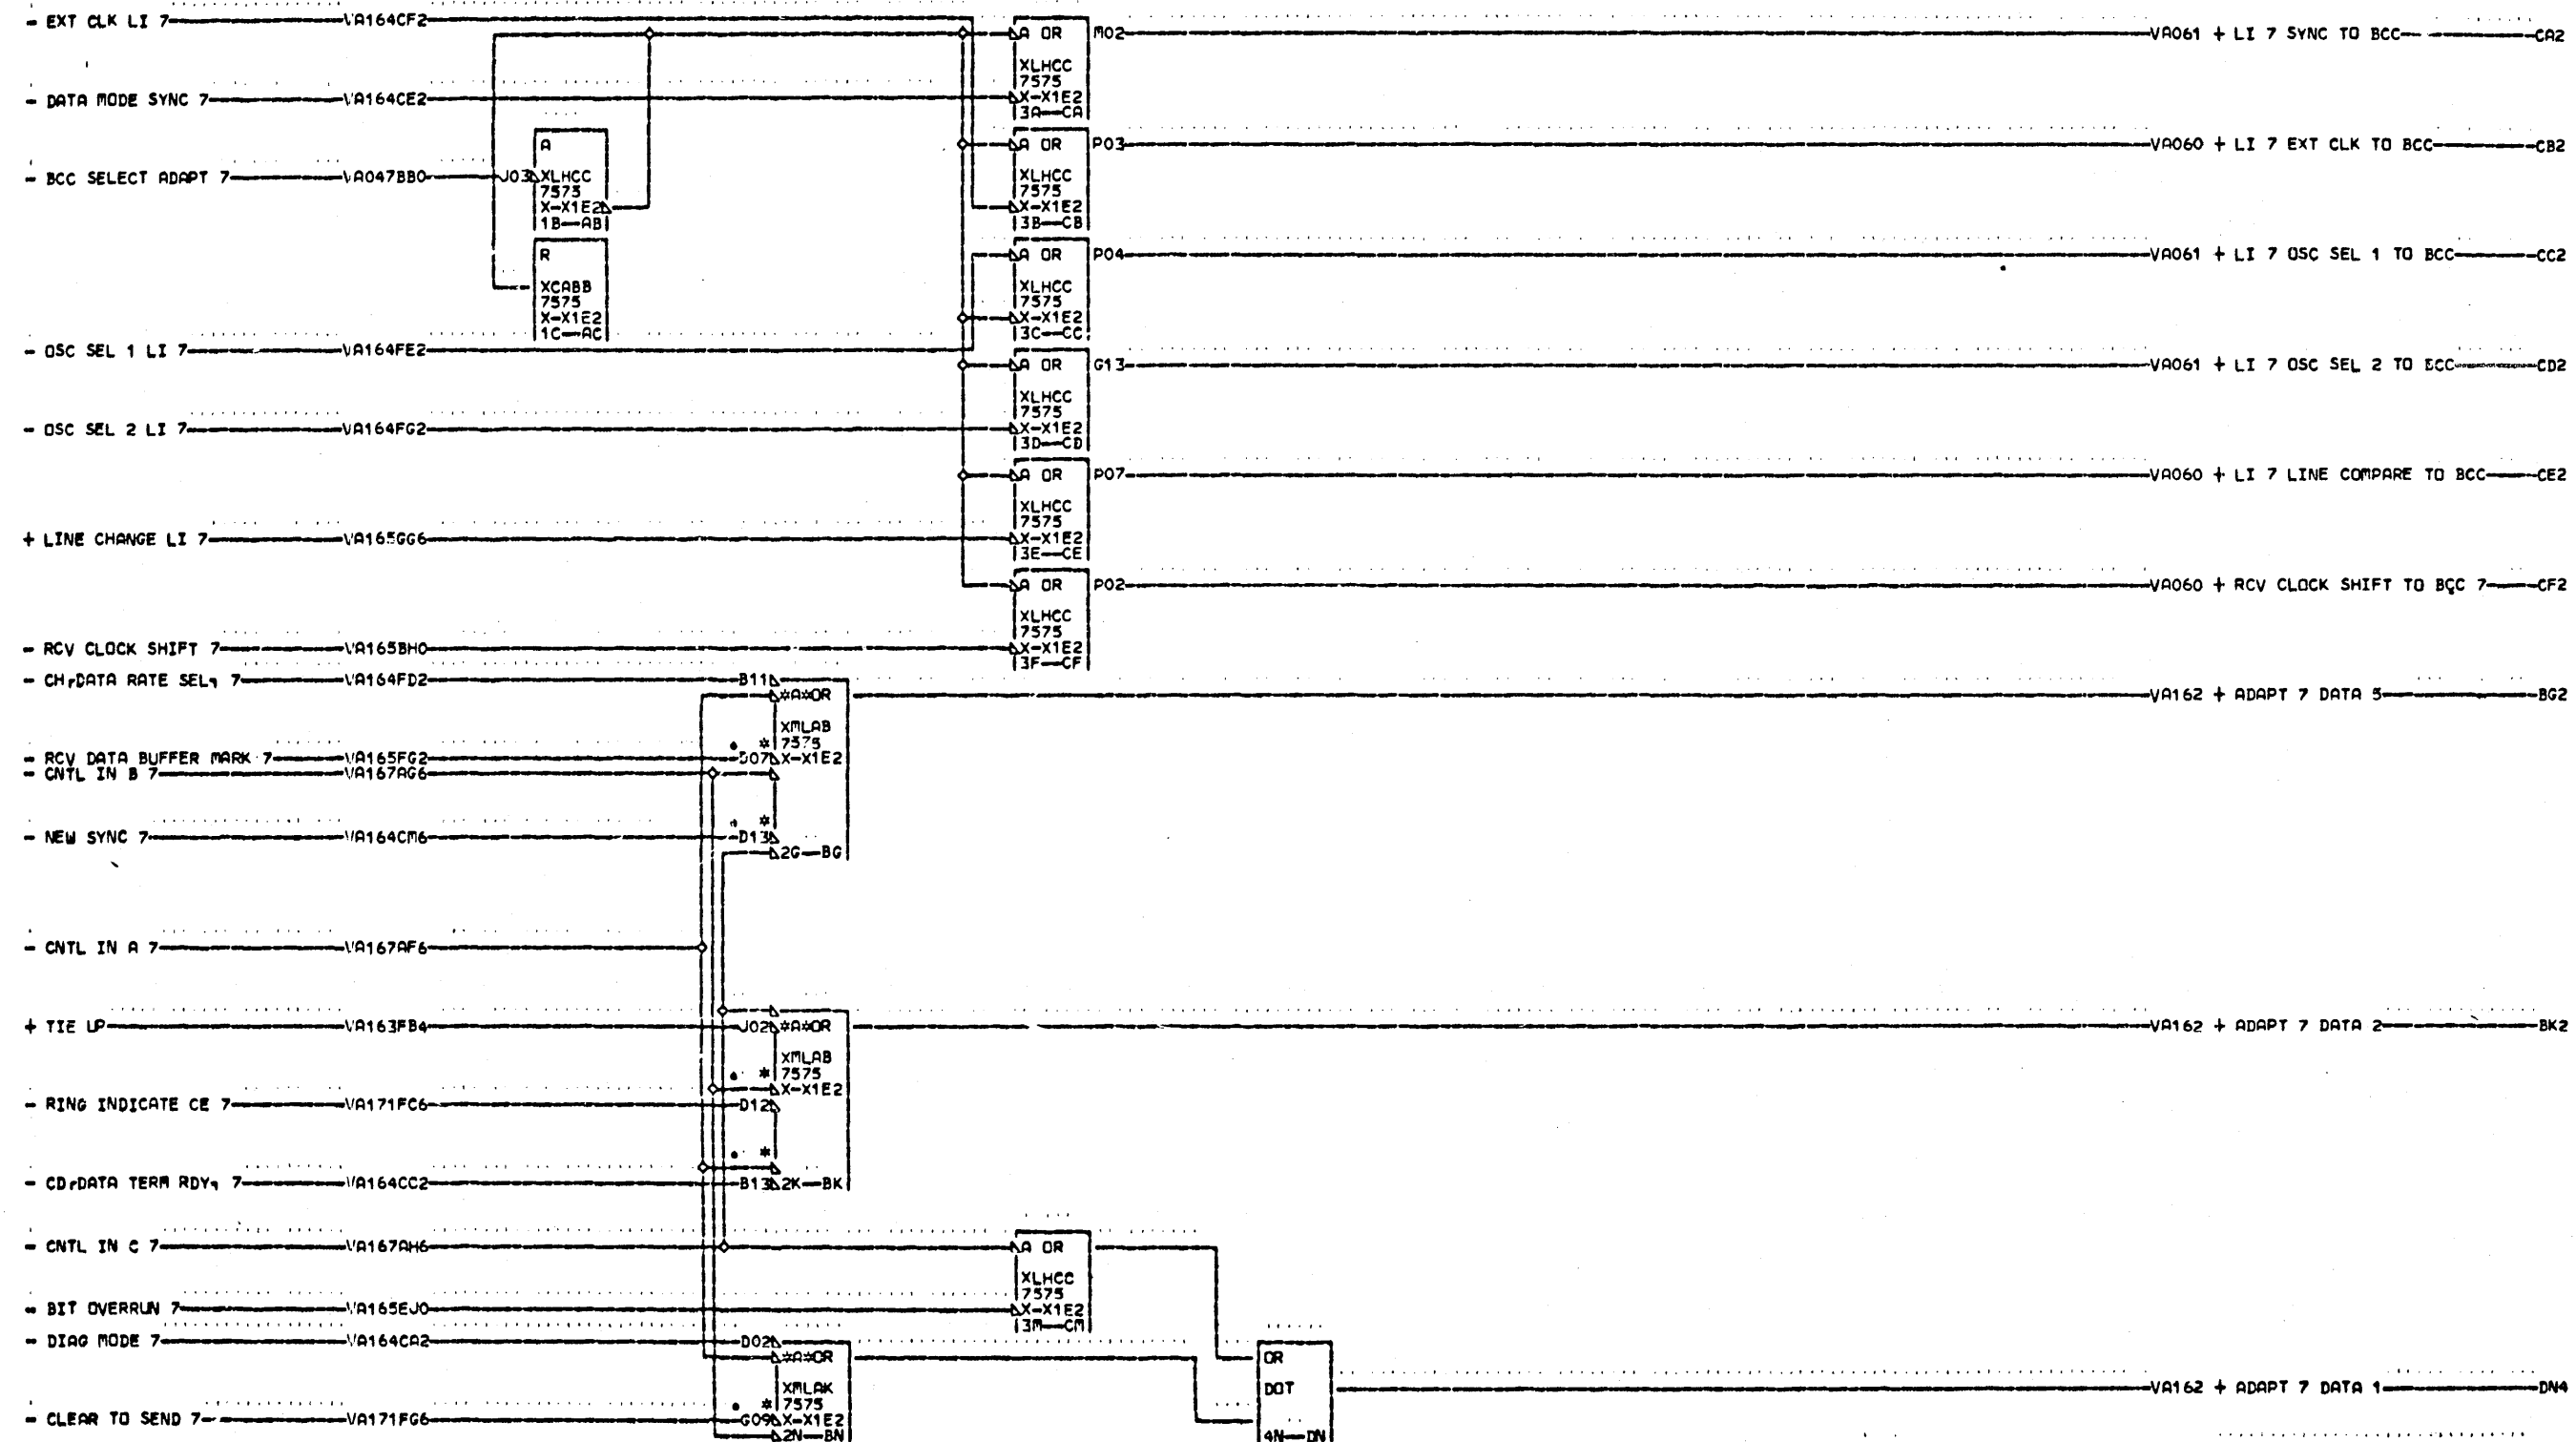 - EXT CLK LI 7 VA164CF2
A OR M02 VA061 + LI 7 SYNC TO BCC CA2
XLHCC
7575
- DATA MODE SYNC 7 VA164CE2 X-X1E2
3A CA
A
A OR P03 VA060 + LI 7 EXT CLK TO BCC CB2
- BCC SELECT ADAPT 7 VA047BB0 J03 XLHCC
7575
X-X1E2
1B AB
XLHCC
7575
X-X1E2
3B CB
R
XCABB
7575
X-X1E2
1C AC
A OR P04 VA061 + LI 7 OSC SEL 1 TO BCC CC2
XLHCC
7575
X-X1E2
3C CC
- OSC SEL 1 LI 7 VA164FE2
A OR G13 VA061 + LI 7 OSC SEL 2 TO BCC CD2
XLHCC
7575
- OSC SEL 2 LI 7 VA164FG2 X-X1E2
3D CD
A OR P07 VA060 + LI 7 LINE COMPARE TO BCC CE2
XLHCC
7575
+ LINE CHANGE LI 7 VA165GG6 X-X1E2
3E CE
A OR P02 VA060 + RCV CLOCK SHIFT TO BCC 7 CF2
XLHCC
7575
- RCV CLOCK SHIFT 7 VA165BH0 X-X1E2
3F CF
- CH┌DATA RATE SEL┐ 7 VA164FD2 B11
*A*OR VA162 + ADAPT 7 DATA 5 BG2
XMLAB
* 7575
- RCV DATA BUFFER MARK 7 VA165FG2 D07 X-X1E2
- CNTL IN B 7 VA167AG6
*
- NEW SYNC 7 VA164CM6 D13
2G BG
- CNTL IN A 7 VA167AF6
+ TIE UP VA163FB4 J02 *A*OR VA162 + ADAPT 7 DATA 2 BK2
XMLAB
* 7575
X-X1E2
- RING INDICATE CE 7 VA171FC6 D12
*
- CD┌DATA TERM RDY┐ 7 VA164CC2 B13 2K BK
- CNTL IN C 7 VA167AH6 A OR
XLHCC
7575
- BIT OVERRUN 7 VA165EJ0 X-X1E2
3M CM
- DIAG MODE 7 VA164CA2 D02
*A*OR
OR
XMLAK
* 7575
DOT VA162 + ADAPT 7 DATA 1 DN4
- CLEAR TO SEND 7 VA171FG6 G09 X-X1E2
2N BN
4N DN